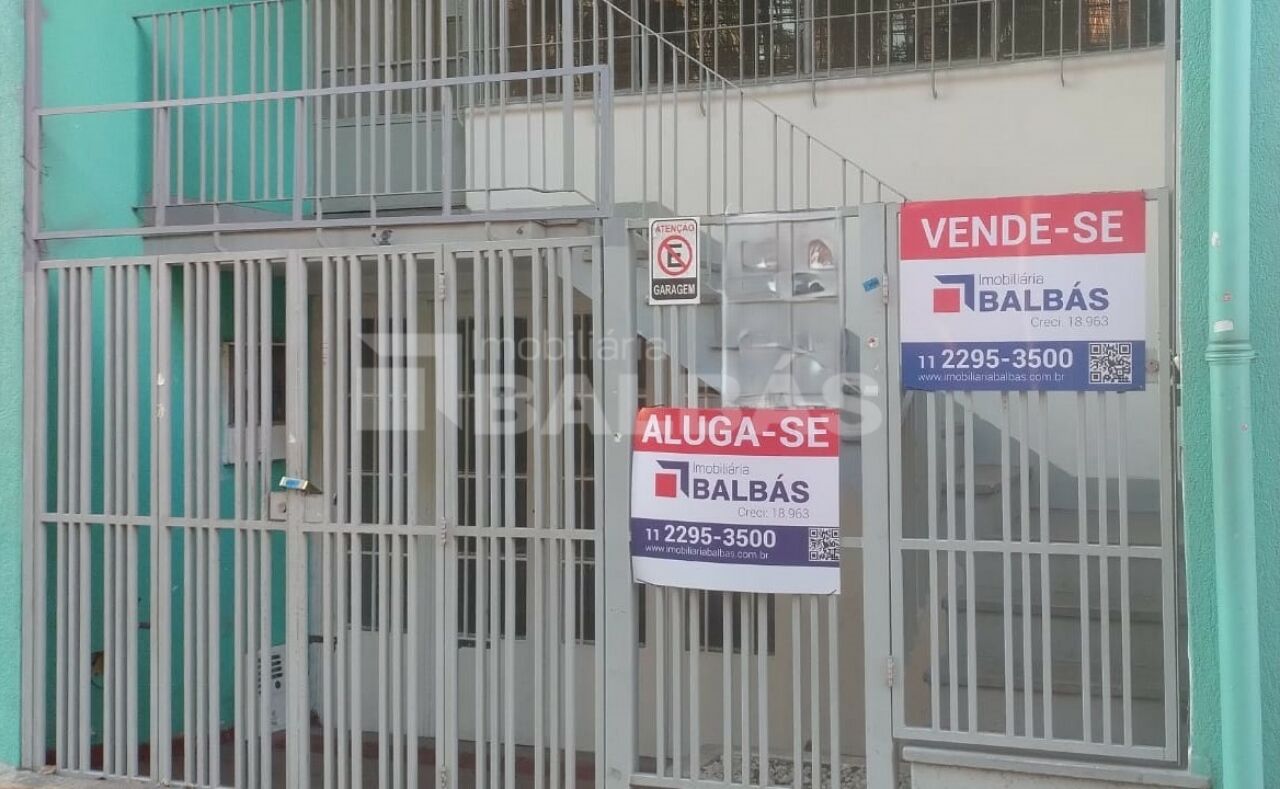 ATENÇÃO
E
GARAGEM
VENDE-SE
Imobiliária
BALBÁS
Creci: 18.963
11 2295-3500
www.imobiliariabalbas.com.br
Imobiliária
BALBÁS
ALUGA-SE
Imobiliária
BALBÁS
Creci: 18.963
11 2295-3500
www.imobiliariabalbas.com.br